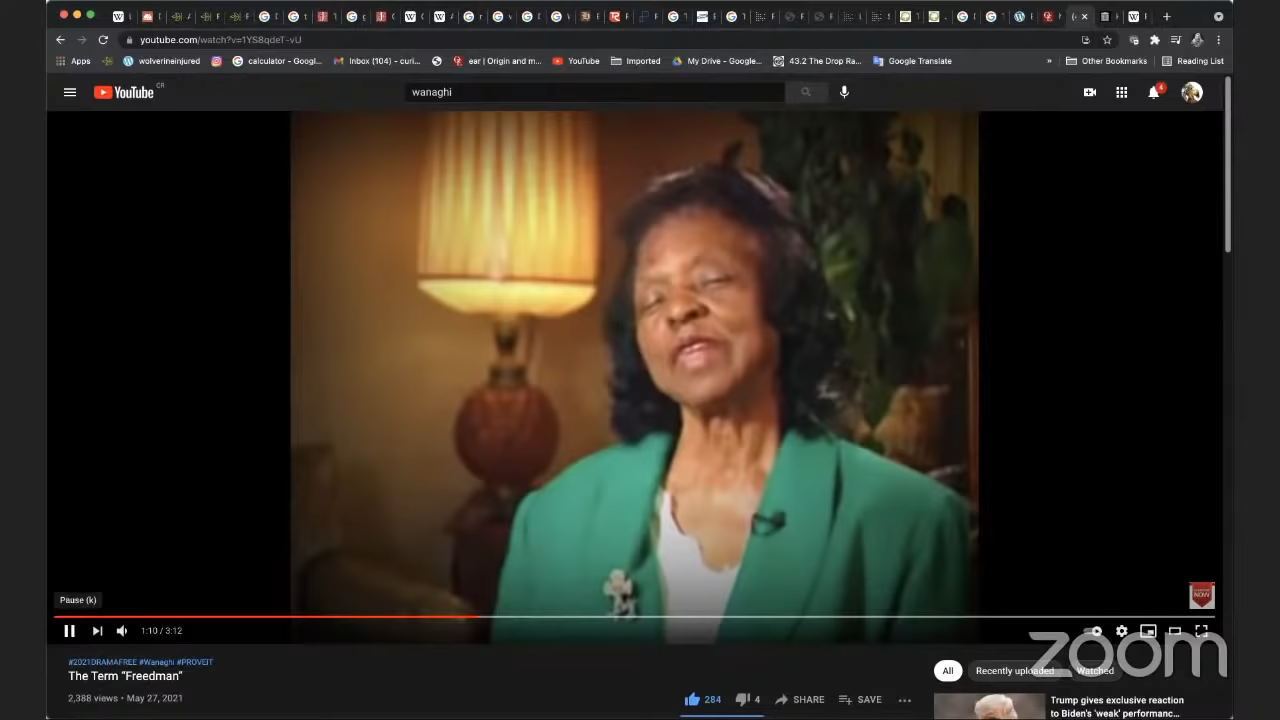 youtube.com/watch?v=1YS8qdeT-vU
Apps
wolverineinjured
calculator - Googl...
Inbox (104) - curi...
ear | Origin and m...
YouTube
Imported
My Drive - Google...
43.2 The Drop Ra...
Google Translate
»
Other Bookmarks
Reading List
YouTube CR
wanaghi
4
NOW
Pause (k)
1:10 / 3:12
zoom
#2021DRAMAFREE #Wanaghi #PROVEIT
The Term "Freedman"
2,388 views • May 27, 2021
284
4
SHARE
SAVE
All
Recently uploaded
Watched
Trump gives exclusive reaction
to Biden's 'weak' performanc...